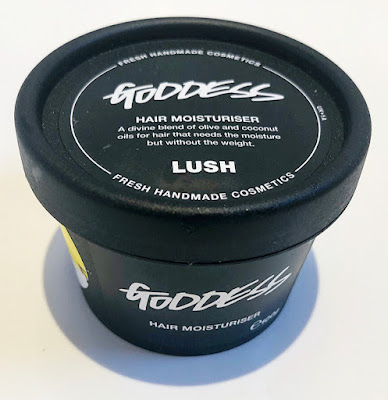 FRESH HANDMADE COSMETICS
GODDESS
HAIR MOISTURISER
A divine blend of olive and coconut
oils for hair that needs the moisture
but without the weight.
LUSH
FRESH HANDMADE COSMETICS
GODDESS
HAIR MOISTURISER
℮100g